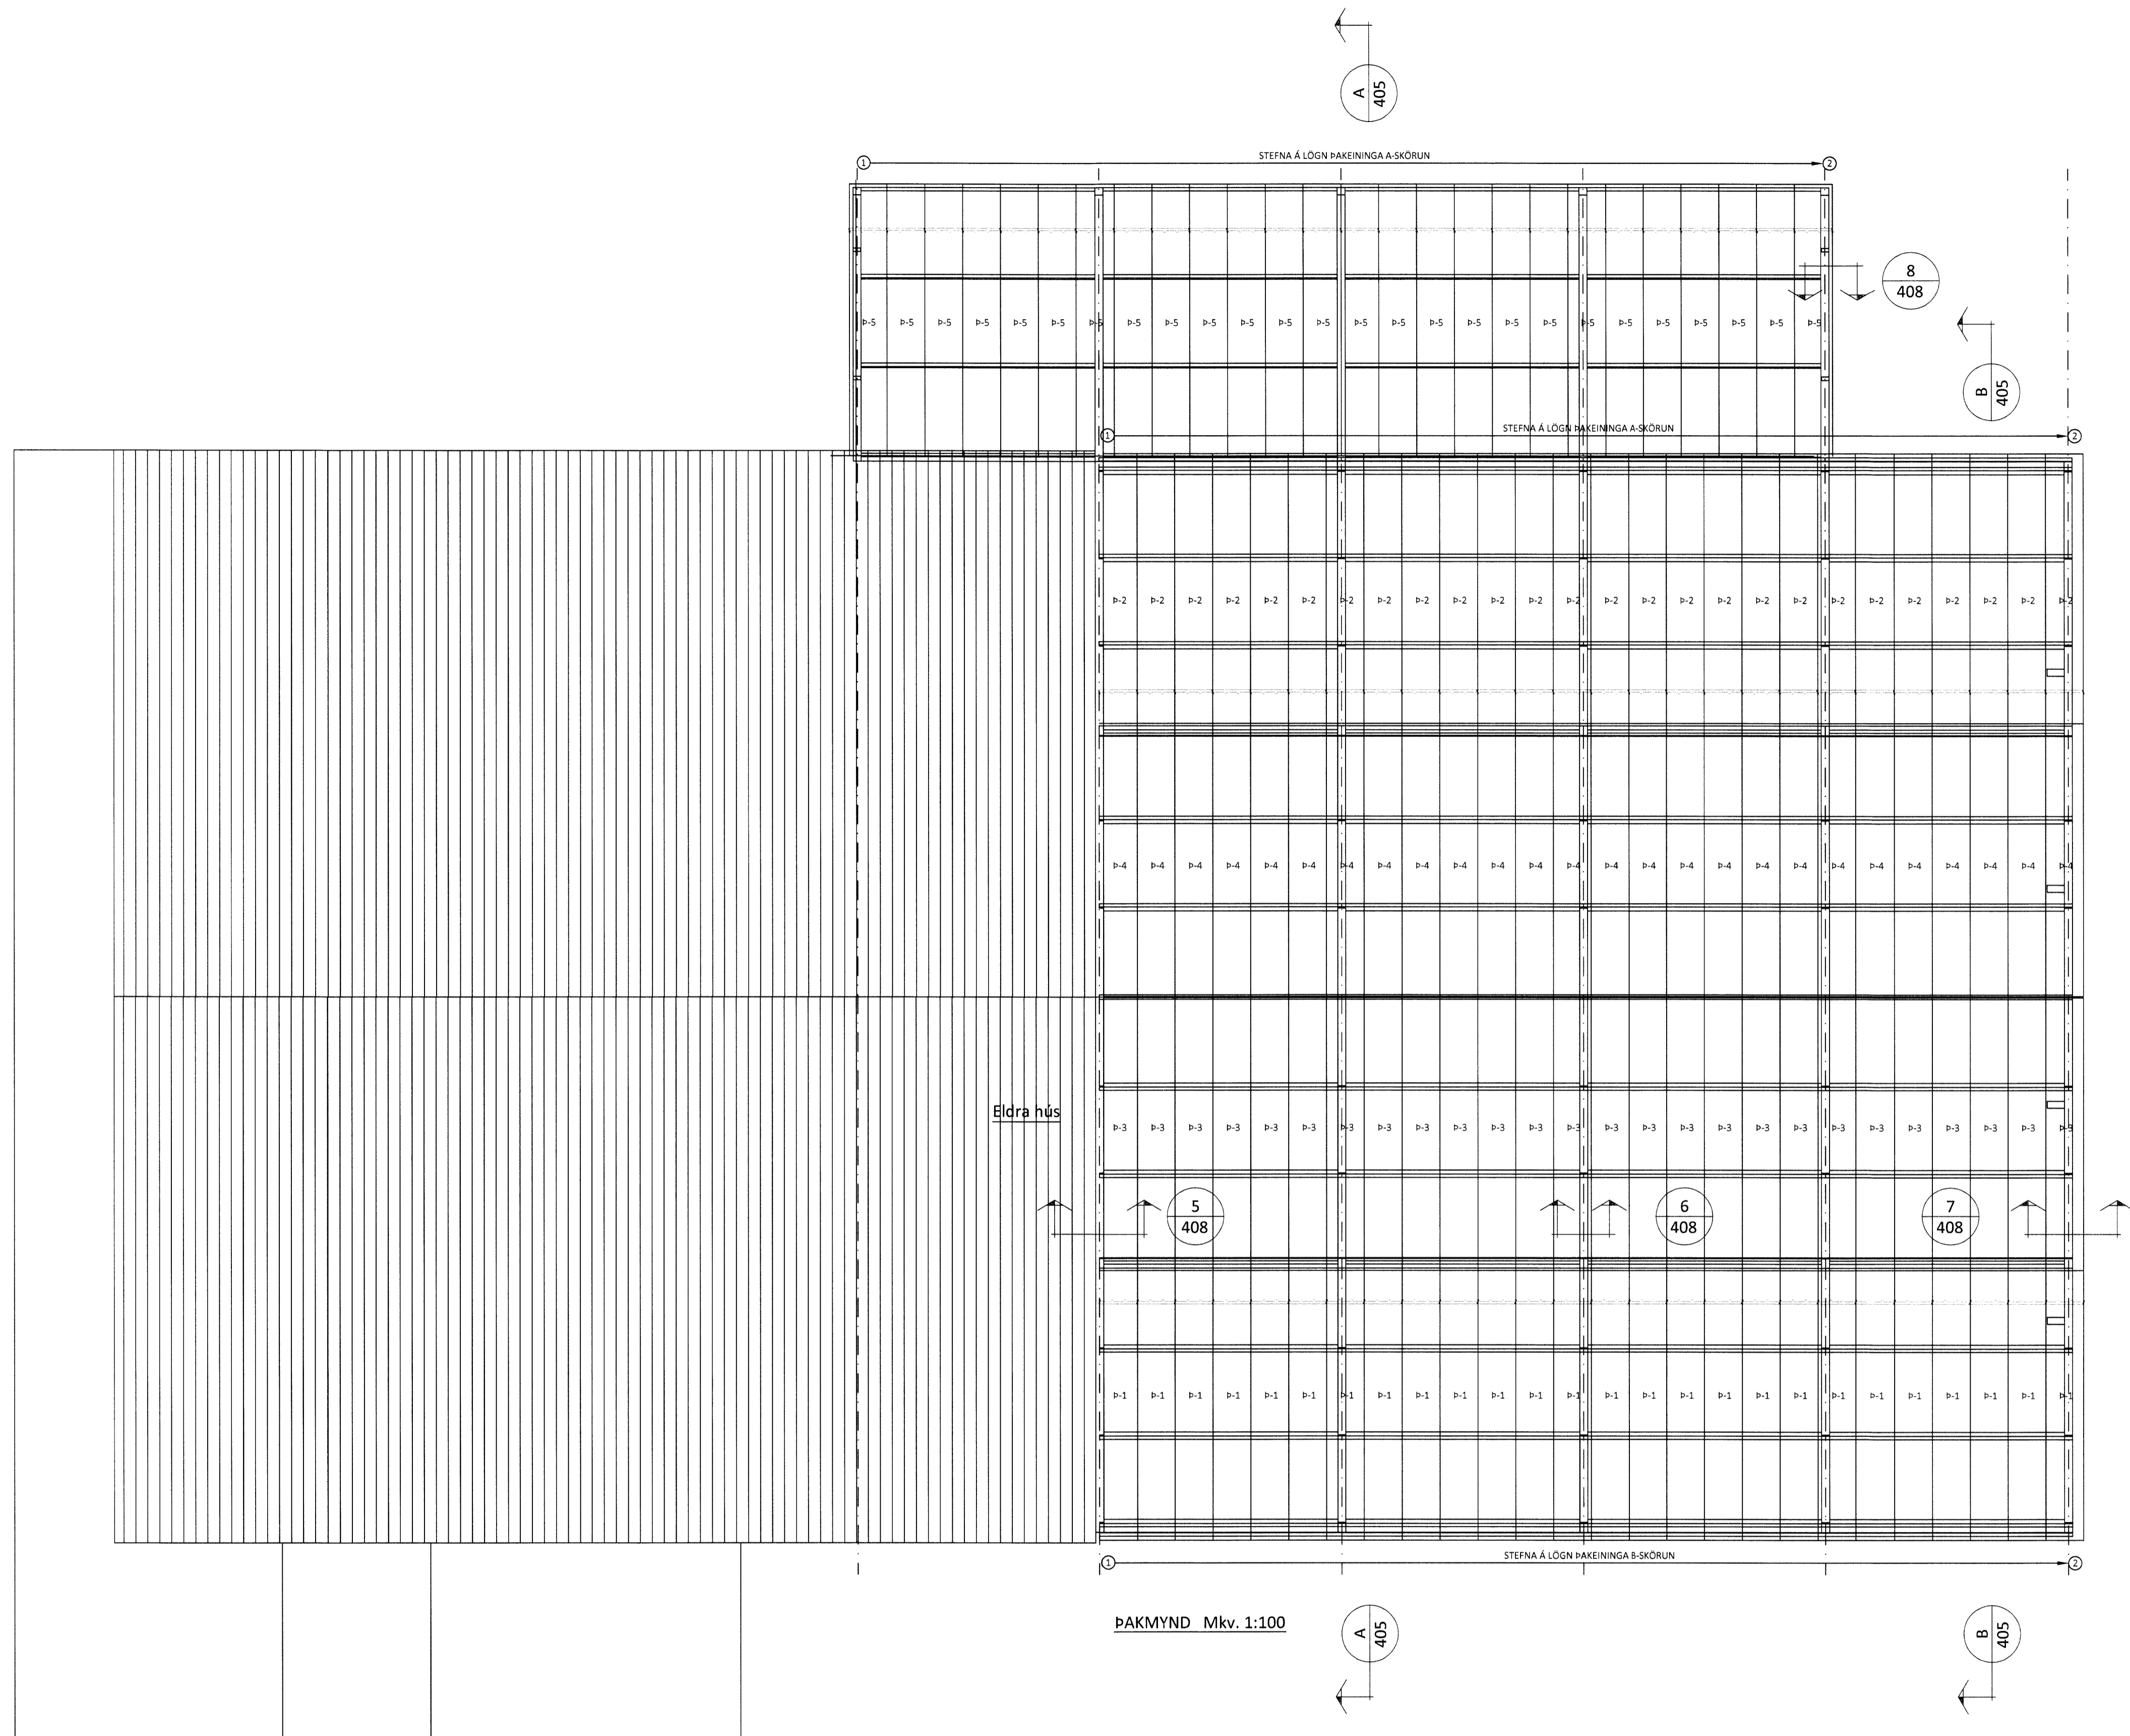 A
405
1 STEFNA Á LÖGN ÞAKEININGA A-SKÖRUN 2
8
408
Þ-5 Þ-5 Þ-5 Þ-5 Þ-5 Þ-5 Þ-5 Þ-5 Þ-5 Þ-5 Þ-5 Þ-5 Þ-5 Þ-5 Þ-5 Þ-5 Þ-5 Þ-5 Þ-5 Þ-5 Þ-5 Þ-5 Þ-5 Þ-5 Þ-5 Þ-5
B
405
1 STEFNA Á LÖGN ÞAKEININGA A-SKÖRUN 2
Þ-2 Þ-2 Þ-2 Þ-2 Þ-2 Þ-2 Þ-2 Þ-2 Þ-2 Þ-2 Þ-2 Þ-2 Þ-2 Þ-2 Þ-2 Þ-2 Þ-2 Þ-2 Þ-2 Þ-2 Þ-2 Þ-2 Þ-2 Þ-2 Þ-2 Þ-2
Þ-4 Þ-4 Þ-4 Þ-4 Þ-4 Þ-4 Þ-4 Þ-4 Þ-4 Þ-4 Þ-4 Þ-4 Þ-4 Þ-4 Þ-4 Þ-4 Þ-4 Þ-4 Þ-4 Þ-4 Þ-4 Þ-4 Þ-4 Þ-4 Þ-4 Þ-4
Eldra hús
Þ-3 Þ-3 Þ-3 Þ-3 Þ-3 Þ-3 Þ-3 Þ-3 Þ-3 Þ-3 Þ-3 Þ-3 Þ-3 Þ-3 Þ-3 Þ-3 Þ-3 Þ-3 Þ-3 Þ-3 Þ-3 Þ-3 Þ-3 Þ-3 Þ-3 Þ-3
5
408
6
408
7
408
Þ-1 Þ-1 Þ-1 Þ-1 Þ-1 Þ-1 Þ-1 Þ-1 Þ-1 Þ-1 Þ-1 Þ-1 Þ-1 Þ-1 Þ-1 Þ-1 Þ-1 Þ-1 Þ-1 Þ-1 Þ-1 Þ-1 Þ-1 Þ-1 Þ-1 Þ-1
1 STEFNA Á LÖGN ÞAKEININGA B-SKÖRUN 2
ÞAKMYND Mkv. 1:100
A
405
B
405